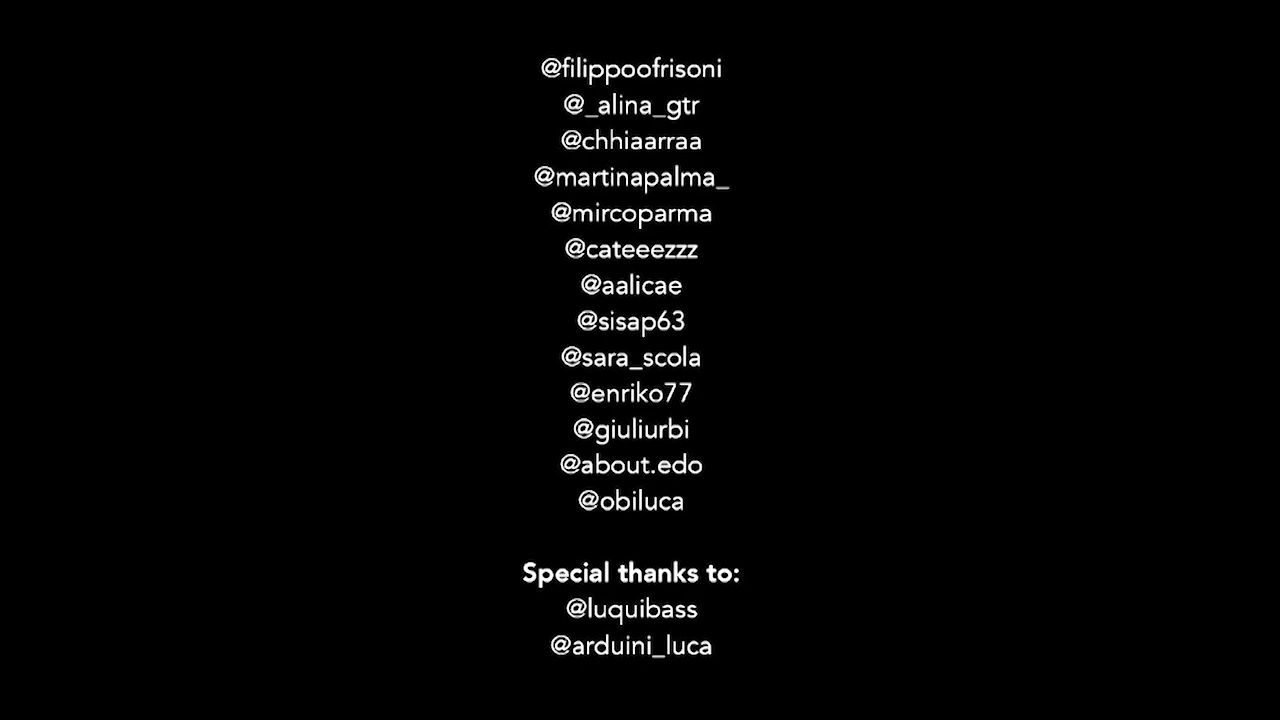 @filippoofrisoni
@_alina_gtr
@chhiaarraa
@martinapalma_
@mircoparma
@cateeezzz
@aalicae
@sisap63
@sara_scola
@enriko77
@giuliurbi
@about.edo
@obiluca
Special thanks to:
@luquibass
@arduini_luca